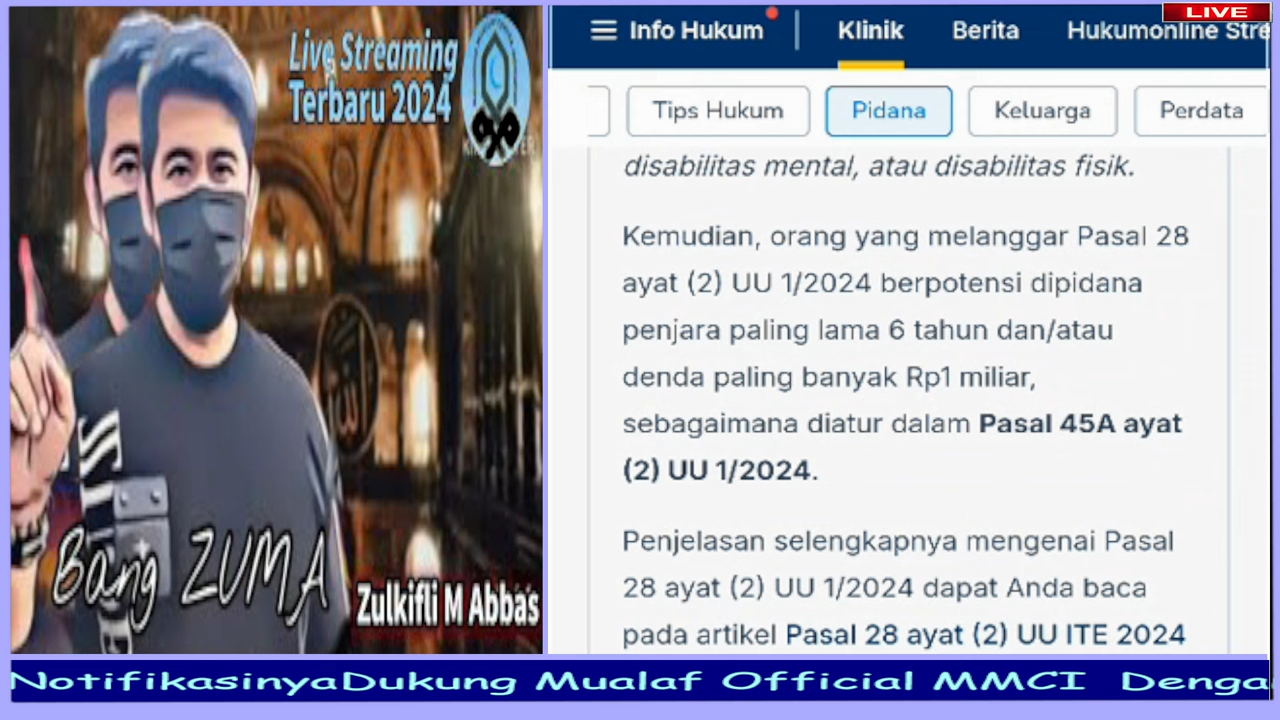 Live Streaming
Terbaru 2024
Bang ZUMA
Zulkifli M Abbas
LIVE
Info Hukum
Klinik
Berita
Hukumonline Stre
Tips Hukum
Pidana
Keluarga
Perdata
disabilitas mental, atau disabilitas fisik.
Kemudian, orang yang melanggar Pasal 28
ayat (2) UU 1/2024 berpotensi dipidana
penjara paling lama 6 tahun dan/atau
denda paling banyak Rp1 miliar,
sebagaimana diatur dalam Pasal 45A ayat
(2) UU 1/2024.
Penjelasan selengkapnya mengenai Pasal
28 ayat (2) UU 1/2024 dapat Anda baca
pada artikel Pasal 28 ayat (2) UU ITE 2024
NotifikasinyaDukung Mualaf Official MMCI Denga